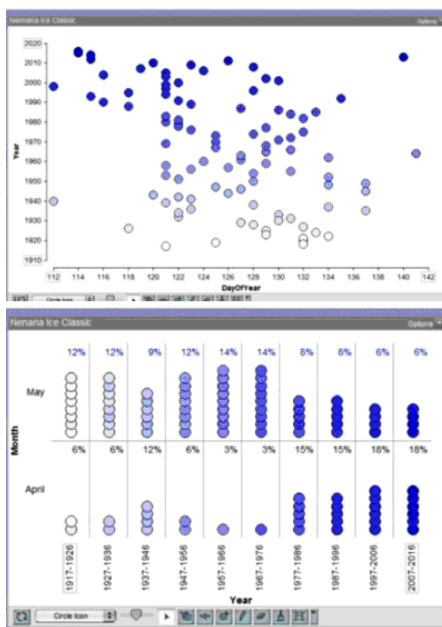 Nenana Ice Classic Options
2020
2010
2000
1990
1980
1970
1960
1950
1940
1930
1920
1910
Year
112 114 116 118 120 122 124 126 128 130 132 134 136 138 140 142
DayOfYear
Circle Icon
Nenana Ice Classic Options
12% 12% 9% 12% 14% 14% 8% 6% 6% 6%
May
6% 6% 12% 6% 3% 3% 15% 15% 18% 18%
Month
April
1917-1926 1927-1936 1937-1946 1947-1956 1957-1966 1967-1976 1977-1986 1987-1996 1997-2006 2007-2016
Year
Circle Icon